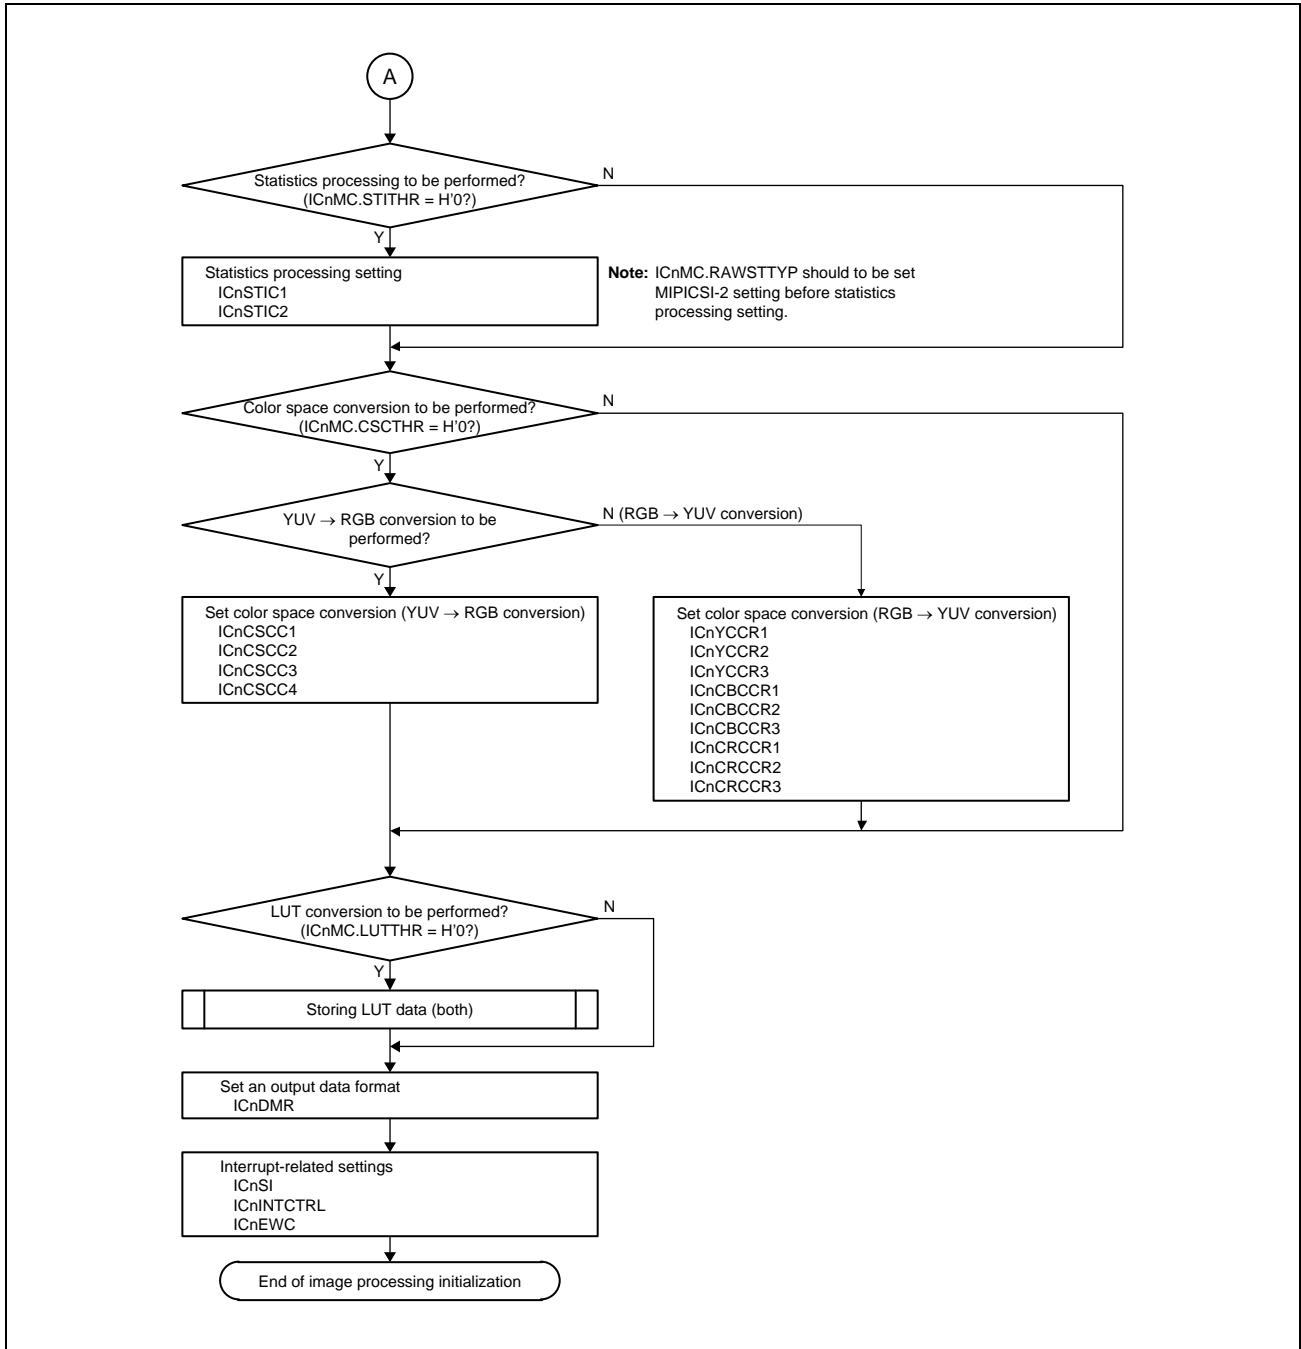 A
Statistics processing to be performed?
(ICnMC.STITHR = H'0?)
N
Y
Statistics processing setting
ICnSTIC1
ICnSTIC2
Note: ICnMC.RAWSTTYP should to be set
MIPICSI-2 setting before statistics
processing setting.
Color space conversion to be performed?
(ICnMC.CSCTHR = H'0?)
N
Y
YUV → RGB conversion to be
performed?
N (RGB → YUV conversion)
Y
Set color space conversion (YUV → RGB conversion)
ICnCSCC1
ICnCSCC2
ICnCSCC3
ICnCSCC4
Set color space conversion (RGB → YUV conversion)
ICnYCCR1
ICnYCCR2
ICnYCCR3
ICnCBCCR1
ICnCBCCR2
ICnCBCCR3
ICnCRCCR1
ICnCRCCR2
ICnCRCCR3
LUT conversion to be performed?
(ICnMC.LUTTHR = H'0?)
N
Y
Storing LUT data (both)
Set an output data format
ICnDMR
Interrupt-related settings
ICnSI
ICnINTCTRL
ICnEWC
End of image processing initialization